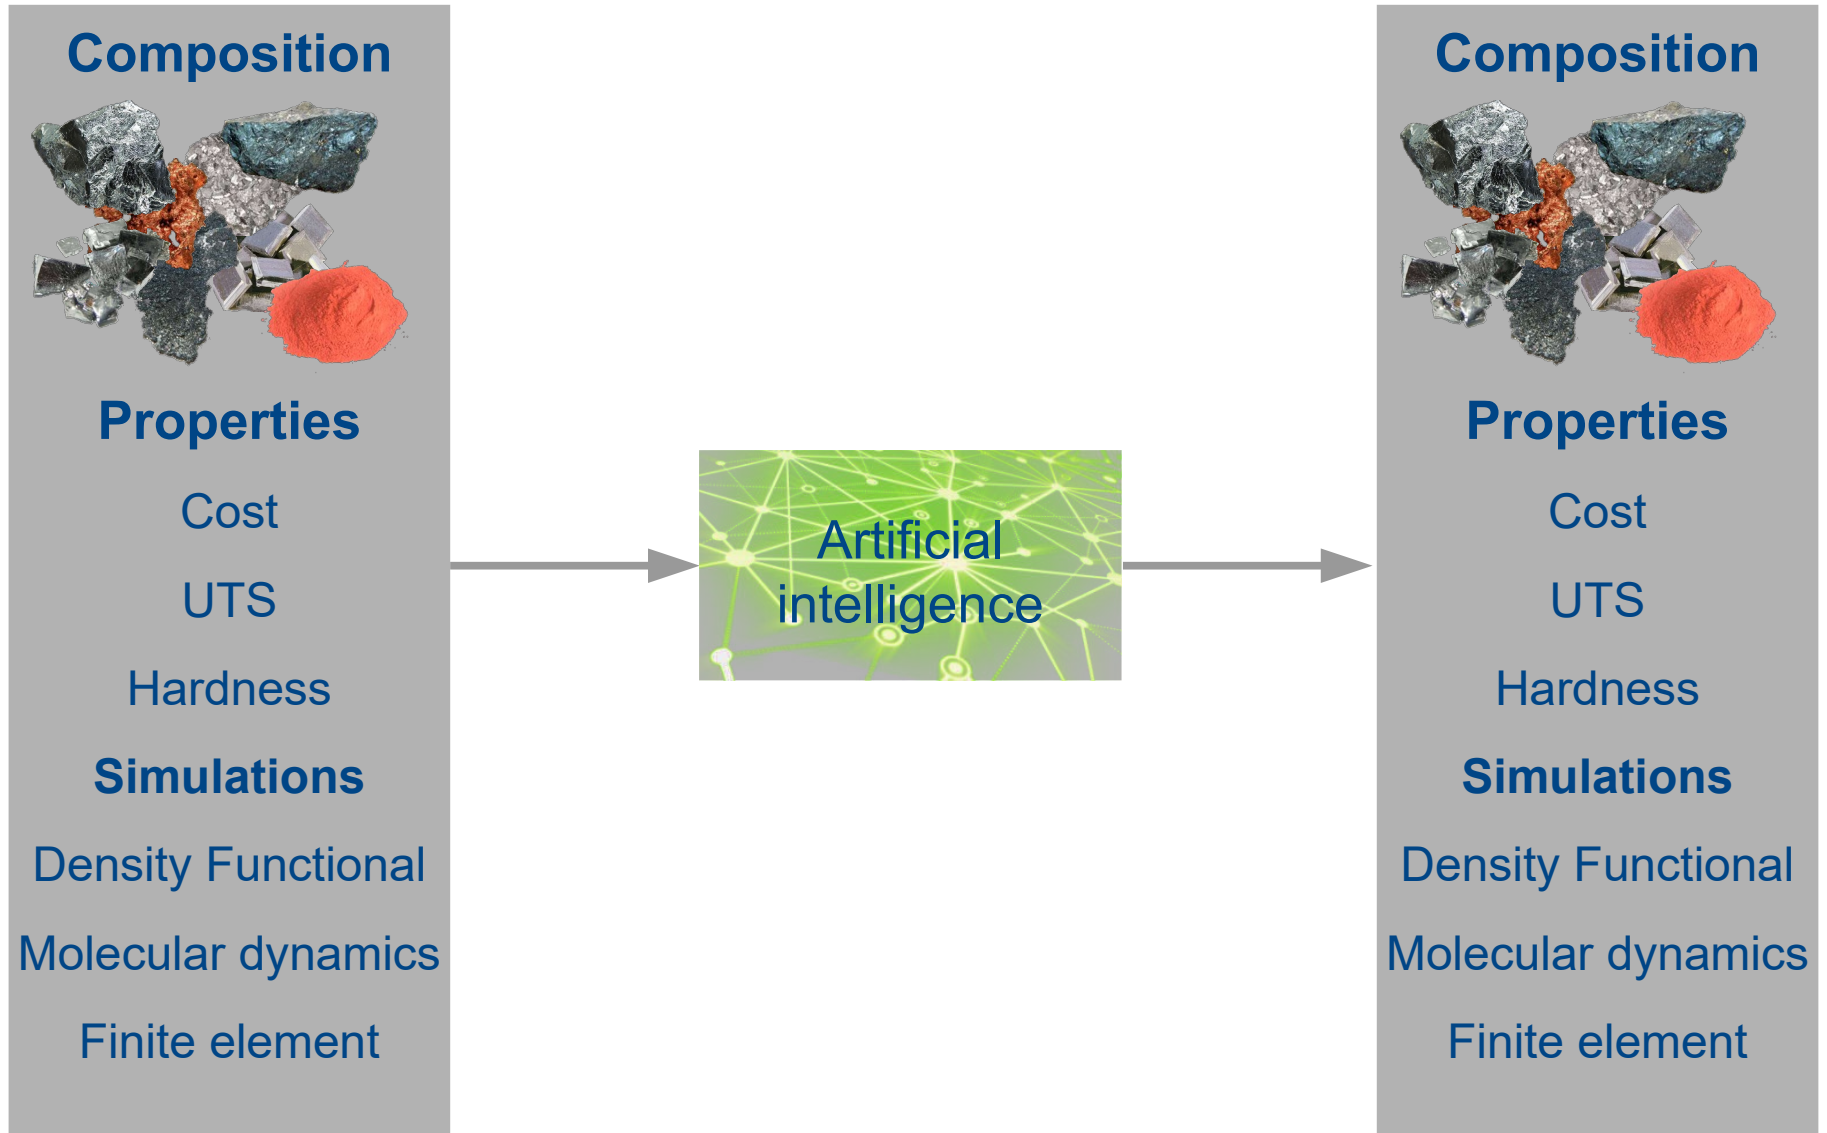 Composition
Properties
Cost
UTS
Hardness
Simulations
Density Functional
Molecular dynamics
Finite element
Artificial
intelligence
Composition
Properties
Cost
UTS
Hardness
Simulations
Density Functional
Molecular dynamics
Finite element